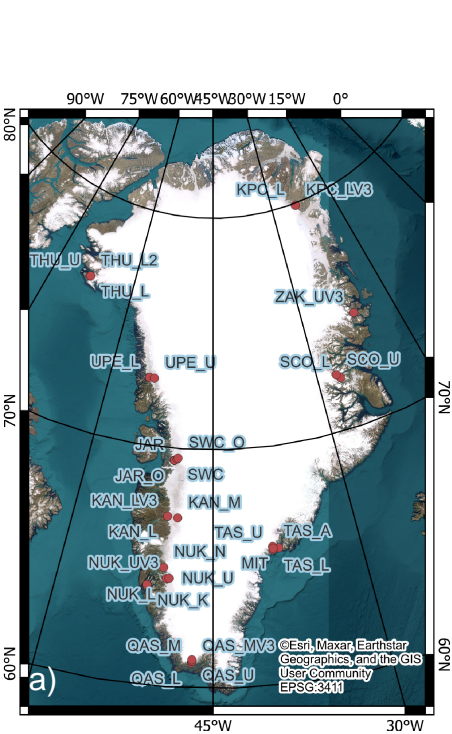 90°W 75°W 60°W 45°W 30°W 15°W 0°
80°N
KPC_L KPC_LV3
THU_U THU_L2
THU_L
ZAK_UV3
UPE_L UPE_U
SCO_L SCO_U
70°N
70°N
JAR SWC_O
JAR_O SWC
KAN_LV3 KAN_M
KAN_L TAS_U TAS_A
NUK_N
NUK_UV3 MIT TAS_L
NUK_U
NUK_L NUK_K
QAS_M QAS_MV3
QAS_L QAS_U
©Esri, Maxar, Earthstar
Geographics, and the GIS
User Community
EPSG:3411
60°N
60°N
a)
45°W 30°W